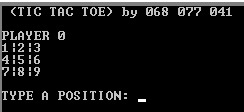 (TIC TAC TOE) by 068 077 041
PLAYER 0
1|2|3
4|5|6
7|8|9
TYPE A POSITION: _